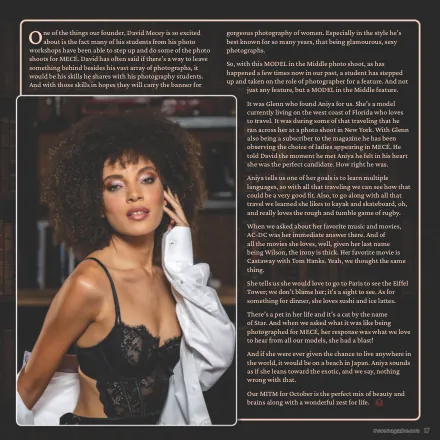 One of the things our founder, David Mecey is so excited
about is the fact many of his students from his photo
workshops have been able to step up and do some of the photo
shoots for MECÉ. David has often said if there's a way to leave
something behind besides his vast array of photographs, it
would be his skills he shares with his photography students.
And with those skills in hopes they will carry the banner for
gorgeous photography of women. Especially in the style he's
best known for so many years, that being glamourous, sexy
photographs.
So, with this MODEL in the Middle photo shoot, as has
happened a few times now in our past, a student has stepped
up and taken on the role of photographer for a feature. And not
just any feature, but a MODEL in the Middle feature.
It was Glenn who found Aniya for us. She's a model
currently living on the west coast of Florida who loves
to travel. It was during some of that traveling that he
ran across her at a photo shoot in New York. With Glenn
also being a subscriber to the magazine he has been
observing the choice of ladies appearing in MECÉ. He
told David the moment he met Aniya he felt in his heart
she was the perfect candidate. How right he was.
Aniya tells us one of her goals is to learn multiple
languages, so with all that traveling we can see how that
could be a very good fit. Also, to go along with all that
travel we learned she likes to kayak and skateboard, oh,
and really loves the rough and tumble game of rugby.
When we asked about her favorite music and movies,
AC-DC was her immediate answer there. And of
all the movies she loves, well, given her last name
being Wilson, the irony is thick. Her favorite movie is
Castaway with Tom Hanks. Yeah, we thought the same
thing.
She tells us she would love to go to Paris to see the Eiffel
Tower; we don't blame her; it's a sight to see. As for
something for dinner, she loves sushi and ice lattes.
There's a pet in her life and it's a cat by the name
of Star. And when we asked what it was like being
photographed for MECÉ, her response was what we love
to hear from all our models, she had a blast!
And if she were ever given the chance to live anywhere in
the world, it would be on a beach in Japan. Aniya sounds
as if she leans toward the exotic, and we say, nothing
wrong with that.
Our MITM for October is the perfect mix of beauty and
brains along with a wonderful zest for life.
17